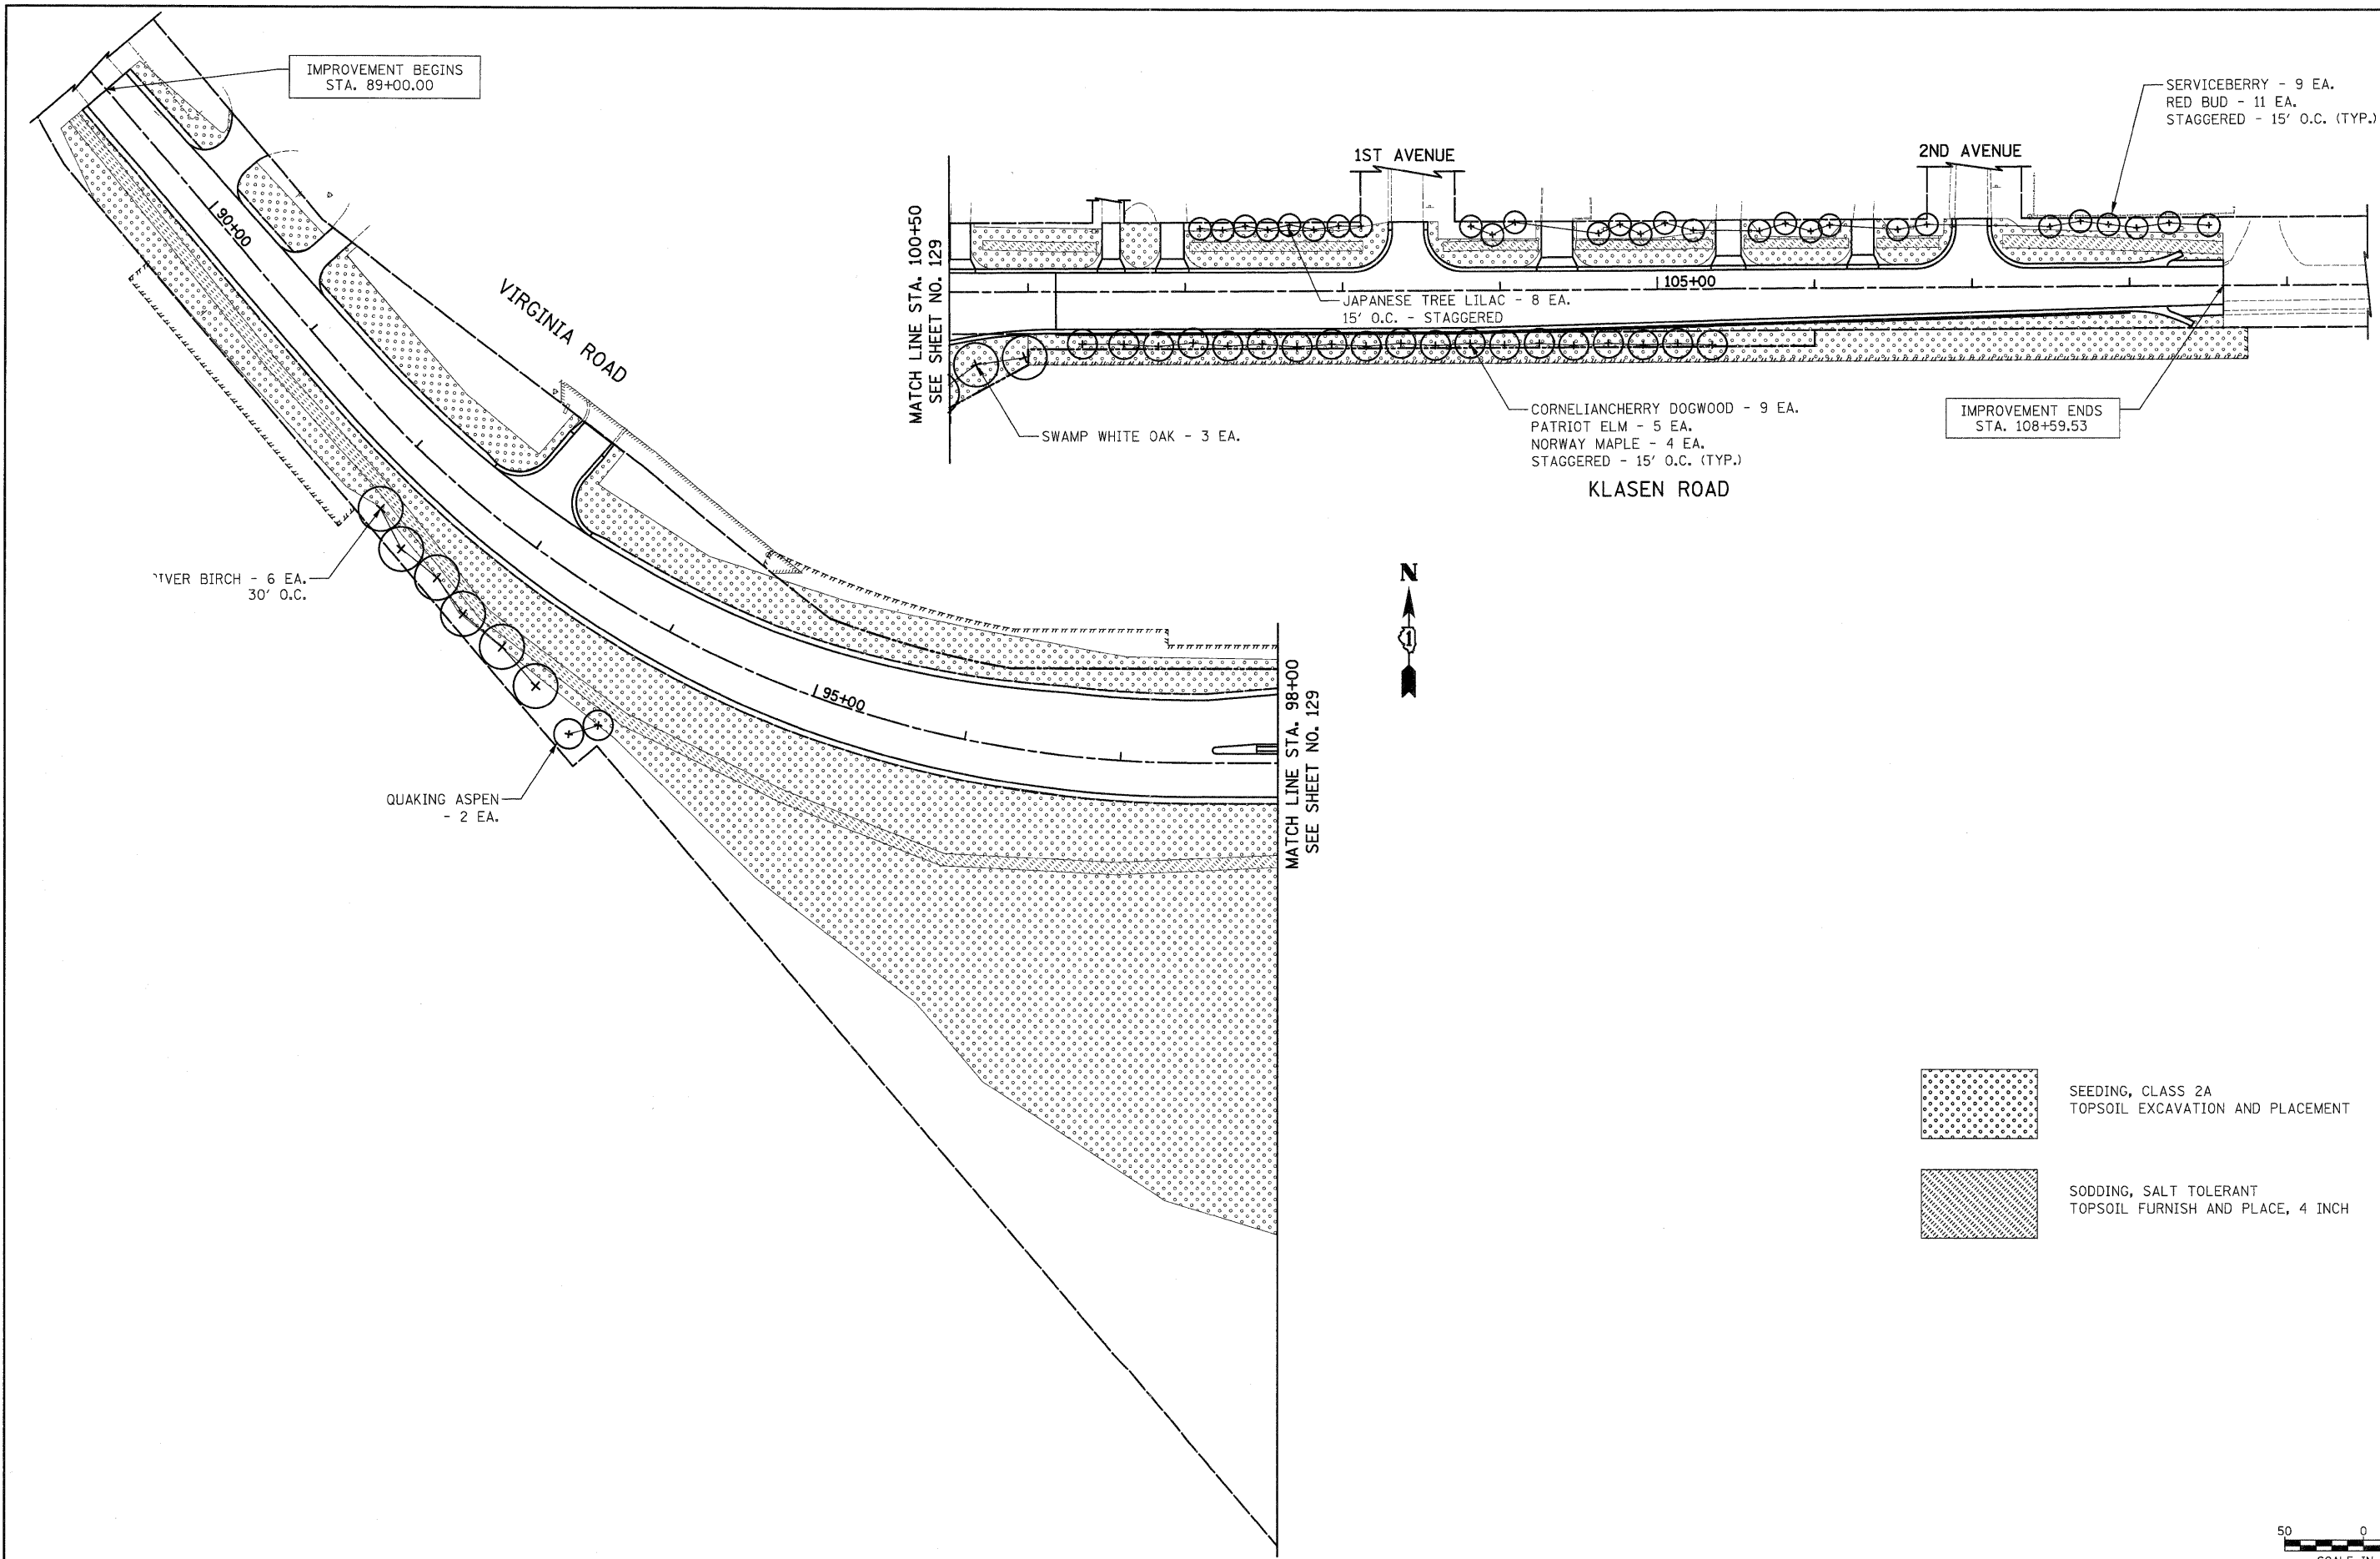 IMPROVEMENT BEGINS
STA. 89+00.00
90+00
VIRGINIA ROAD
IVER BIRCH - 6 EA.
30' O.C.
QUAKING ASPEN
- 2 EA.
95+00
MATCH LINE STA. 98+00
SEE SHEET NO. 129
MATCH LINE STA. 100+50
SEE SHEET NO. 129
1ST AVENUE
2ND AVENUE
SERVICEBERRY - 9 EA.
RED BUD - 11 EA.
STAGGERED - 15' O.C. (TYP.)
105+00
JAPANESE TREE LILAC - 8 EA.
15' O.C. - STAGGERED
SWAMP WHITE OAK - 3 EA.
CORNELIANCHERRY DOGWOOD - 9 EA.
PATRIOT ELM - 5 EA.
NORWAY MAPLE - 4 EA.
STAGGERED - 15' O.C. (TYP.)
KLASEN ROAD
IMPROVEMENT ENDS
STA. 108+59.53
N
1
SEEDING, CLASS 2A
TOPSOIL EXCAVATION AND PLACEMENT
SODDING, SALT TOLERANT
TOPSOIL FURNISH AND PLACE, 4 INCH
50 0